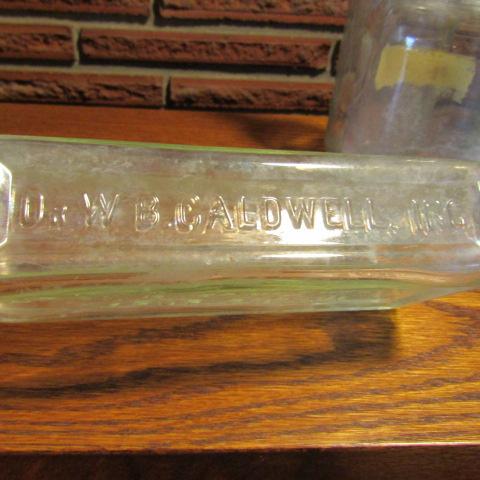 DR W B. CALDWELL. INC